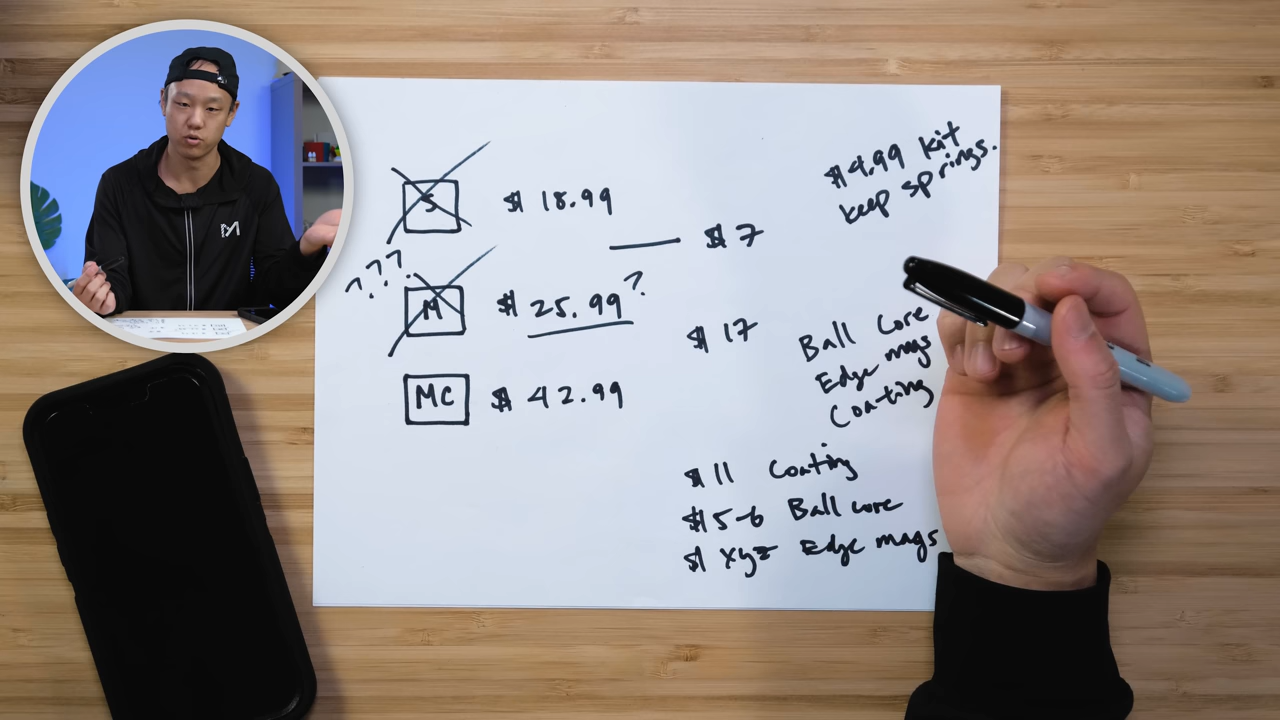 $4.99 kit
keep springs.
S $18.99
$7
???
M $25.99?
$17
Ball Core
Edge mags
Coating
MC $42.99
$11 Coating
$5-6 Ball core
$xyz Edge mags